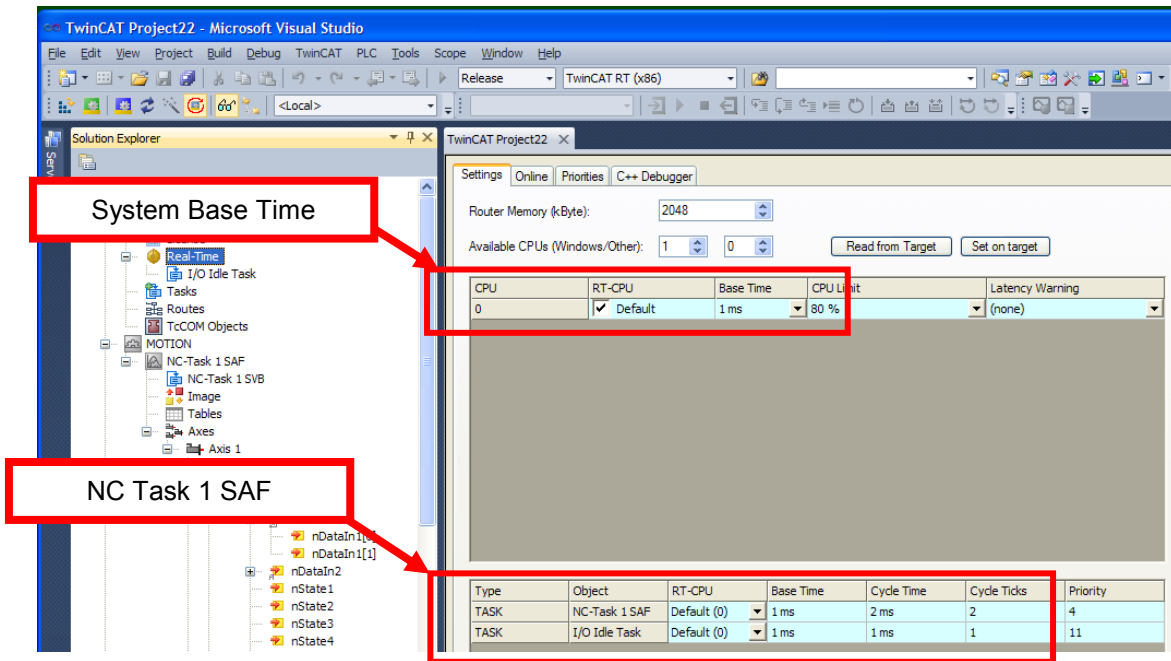 TwinCAT Project22 - Microsoft Visual Studio
File Edit View Project Build Debug TwinCAT PLC Tools Scope Window Help
Release TwinCAT RT (x86)
<Local>
Solution Explorer
TwinCAT Project22
Settings Online Priorities C++ Debugger
Router Memory (kByte): 2048
System Base Time
Available CPUs (Windows/Other): 1 0 Read from Target Set on target
Real-Time
I/O Idle Task
Tasks
Routes
TcCOM Objects
MOTION
NC-Task 1 SAF
NC-Task 1 SVB
Image
Tables
Axes
Axis 1
CPU RT-CPU Base Time CPU Limit Latency Warning
0 Default 1 ms 80 % (none)
NC Task 1 SAF
nDataIn1[1]
nDataIn2
nState1
nState2
nState3
nState4
Type Object RT-CPU Base Time Cycle Time Cycle Ticks Priority
TASK NC-Task 1 SAF Default (0) 1 ms 2 ms 2 4
TASK I/O Idle Task Default (0) 1 ms 1 ms 1 11